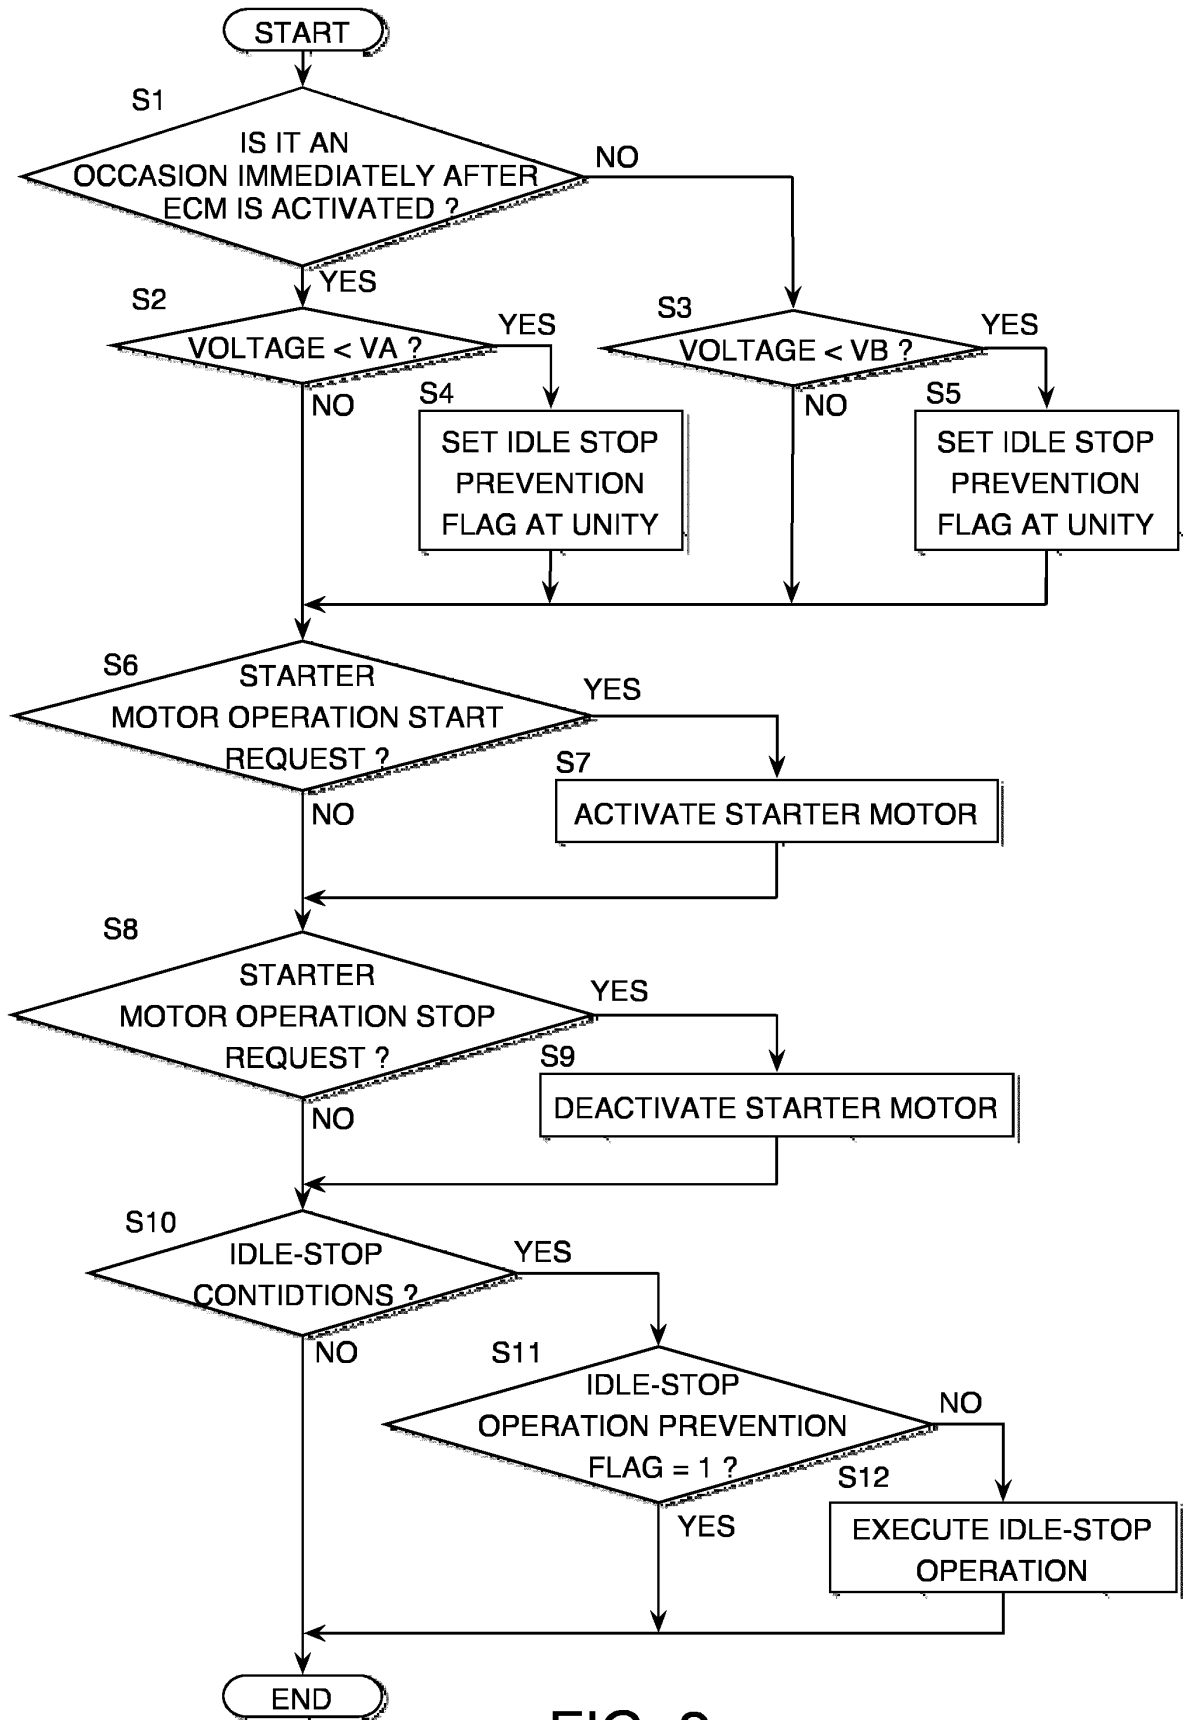 START
S1
IS IT AN
OCCASION IMMEDIATELY AFTER
ECM IS ACTIVATED ?
NO
YES
S2
VOLTAGE < VA ?
YES
NO
S3
VOLTAGE < VB ?
YES
NO
S4
SET IDLE STOP
PREVENTION
FLAG AT UNITY
S5
SET IDLE STOP
PREVENTION
FLAG AT UNITY
S6
STARTER
MOTOR OPERATION START
REQUEST ?
YES
NO
S7
ACTIVATE STARTER MOTOR
S8
STARTER
MOTOR OPERATION STOP
REQUEST ?
YES
NO
S9
DEACTIVATE STARTER MOTOR
S10
IDLE-STOP
CONTIDTIONS ?
YES
NO
S11
IDLE-STOP
OPERATION PREVENTION
FLAG = 1 ?
NO
YES
S12
EXECUTE IDLE-STOP
OPERATION
END
FIG.